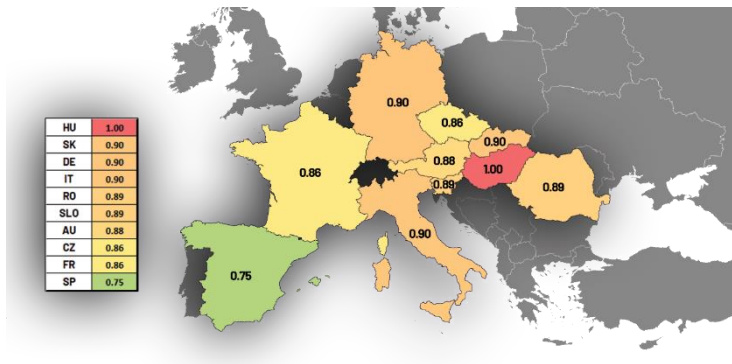 HU 1.00
SK 0.90
DE 0.90
IT 0.90
RO 0.89
SLO 0.89
AU 0.88
CZ 0.86
FR 0.86
SP 0.75
0.90
0.86
0.90
0.88
1.00
0.86
0.89
0.89
0.90
0.75